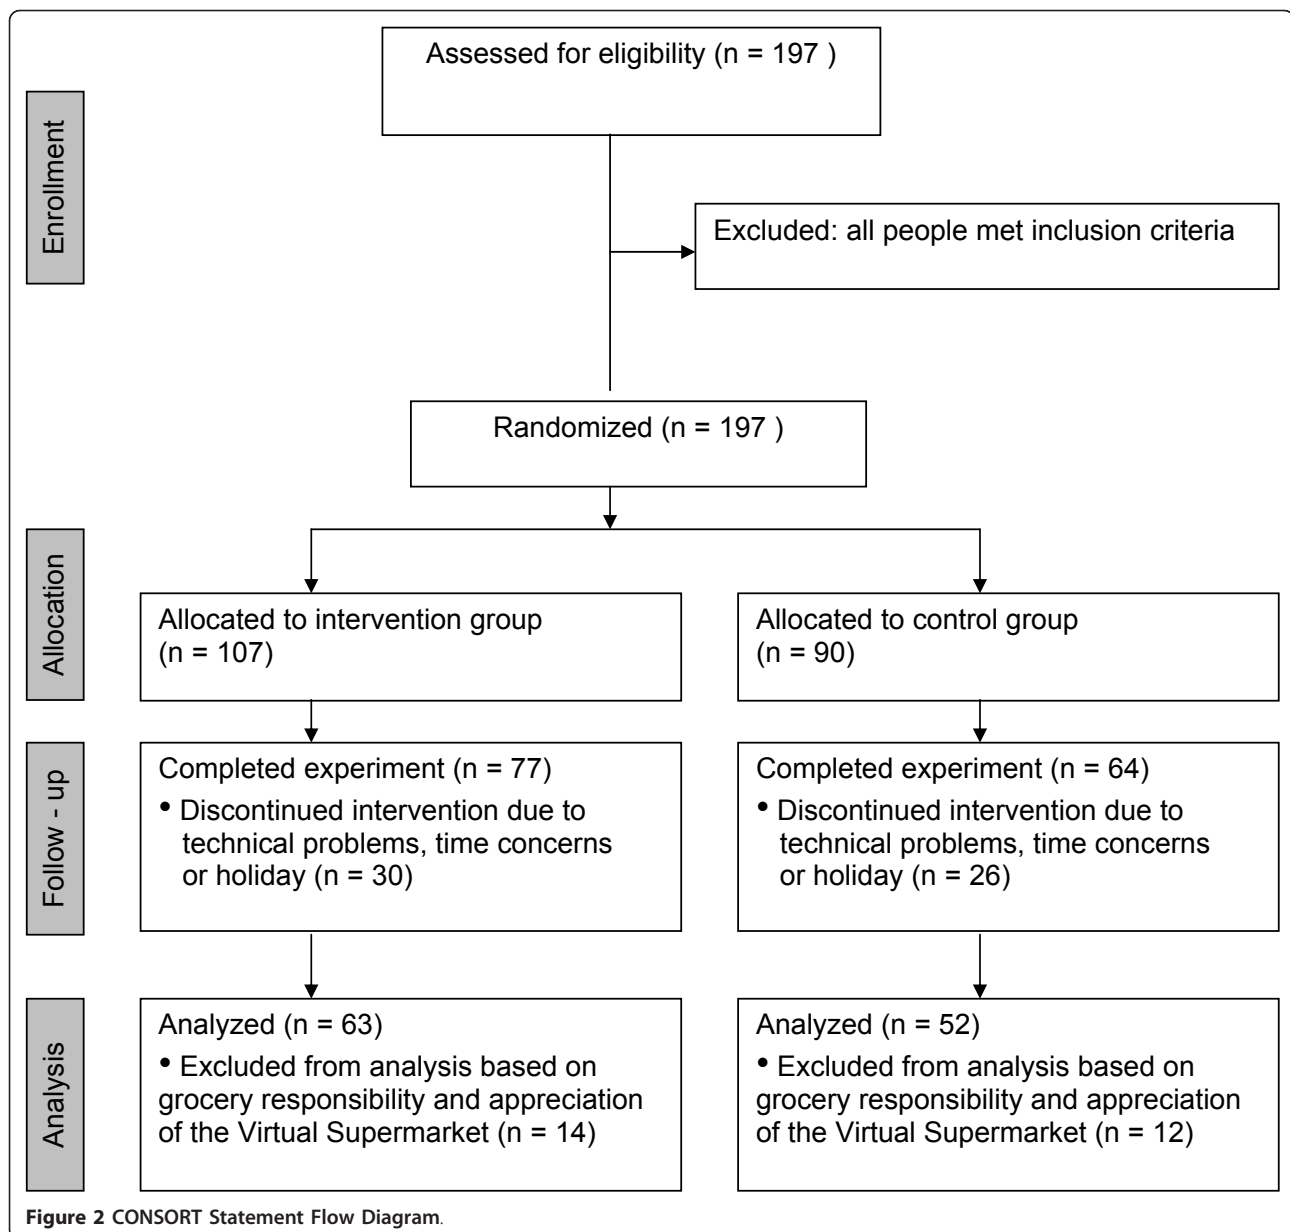 Assessed for eligibility (n = 197 )
Enrollment
Excluded: all people met inclusion criteria
Randomized (n = 197 )
Allocation
Allocated to intervention group
(n = 107)
Allocated to control group
(n = 90)
Follow - up
Completed experiment (n = 77)
• Discontinued intervention due to
technical problems, time concerns
or holiday (n = 30)
Completed experiment (n = 64)
• Discontinued intervention due to
technical problems, time concerns
or holiday (n = 26)
Analysis
Analyzed (n = 63)
• Excluded from analysis based on
grocery responsibility and appreciation
of the Virtual Supermarket (n = 14)
Analyzed (n = 52)
• Excluded from analysis based on
grocery responsibility and appreciation
of the Virtual Supermarket (n = 12)
Figure 2 CONSORT Statement Flow Diagram.